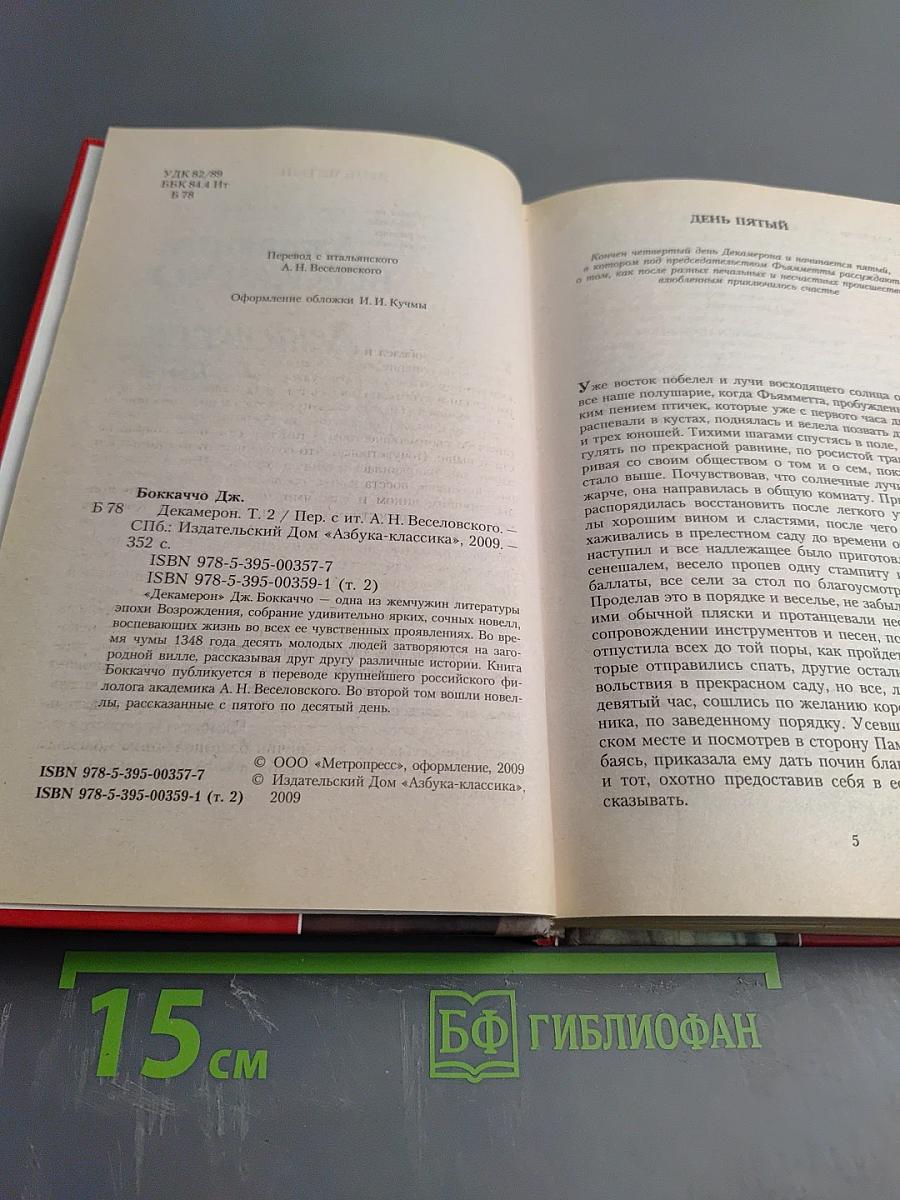 УДК 82/89
ББК 84.4 Ит
Б 78
Перевод с итальянского
А. Н. Веселовского
Оформление обложки И. И. Кучмы
Боккаччо Дж.
Б 78 Декамерон. Т. 2 / Пер. с ит. А. Н. Веселовского. —
СПб.: Издательский Дом «Азбука-классика», 2009. —
352 с.
ISBN 978-5-395-00357-7
ISBN 978-5-395-00359-1 (т. 2)
«Декамерон» Дж. Боккаччо — одна из жемчужин литературы
эпохи Возрождения, собрание удивительно ярких, сочных новелл,
воспевающих жизнь во всех ее чувственных проявлениях. Во вре-
мя чумы 1348 года десять молодых людей затворяются на заго-
родной вилле, рассказывая друг другу различные истории. Книга
Боккаччо публикуется в переводе крупнейшего российского фи-
лолога академика А. Н. Веселовского. Во второй том вошли новел-
лы, рассказанные с пятого по десятый день.
© ООО «Метропресс», оформление, 2009
© Издательский Дом «Азбука-классика»,
2009
ISBN 978-5-395-00357-7
ISBN 978-5-395-00359-1 (т. 2)
ДЕНЬ ПЯТЫЙ
Кончен четвертый день Декамерона и начинается пятый,
в котором под председательством Фьямметты рассуждают
о том, как после разных печальных и несчастных происшеств
влюбленным приключилось счастье
Уже восток побелел и лучи восходящего солнца о
все наше полушарие, когда Фьямметта, пробужденн
ким пением птичек, которые уже с первого часа д
распевали в кустах, поднялась и велела позвать д
и трех юношей. Тихими шагами спустясь в поле,
гулять по прекрасной равнине, по росистой трав
ривая со своим обществом о том и о сем, пок
стало выше. Почувствовав, что солнечные луч
жарче, она направилась в общую комнату. Пр
распорядилась восстановить после легкого у
лы хорошим вином и сластями, после чего
хаживались в прелестном саду до времени о
наступил и все надлежащее было приготов
сенешалем, весело пропев одну стампиту и
баллаты, все сели за стол по благоусмотр
Проделав это в порядке и веселье, не забыл
ими обычной пляски и протанцевали нес
сопровождении инструментов и песен, по
отпустила всех до той поры, как пройдет
торые отправились спать, другие остали
вольствия в прекрасном саду, но все, л
девятый час, сошлись по желанию коро
ника, по заведенному порядку. Усевш
ском месте и посмотрев в сторону Пам
баясь, приказала ему дать почин бла
и тот, охотно предоставив себя в е
сказывать.
5
15 см
БФ ГИБЛИОФАН